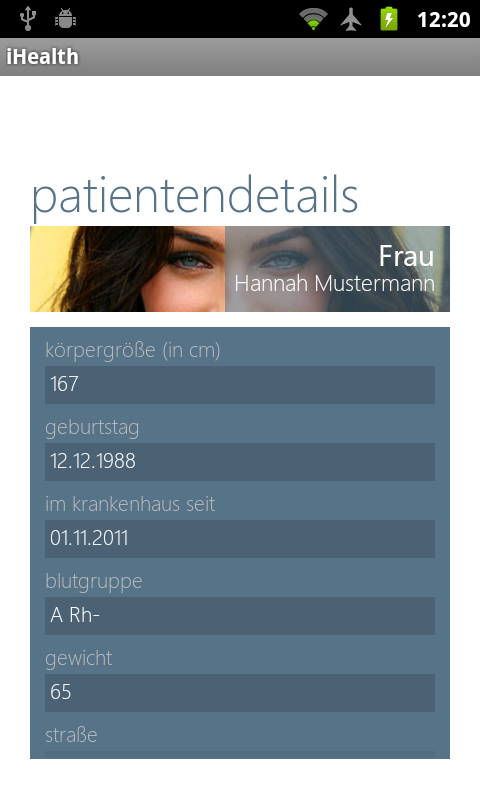 12:20
iHealth
patientendetails
Frau
Hannah Mustermann
körpergröße (in cm)
167
geburtstag
12.12.1988
im krankenhaus seit
01.11.2011
blutgruppe
A Rh-
gewicht
65
straße